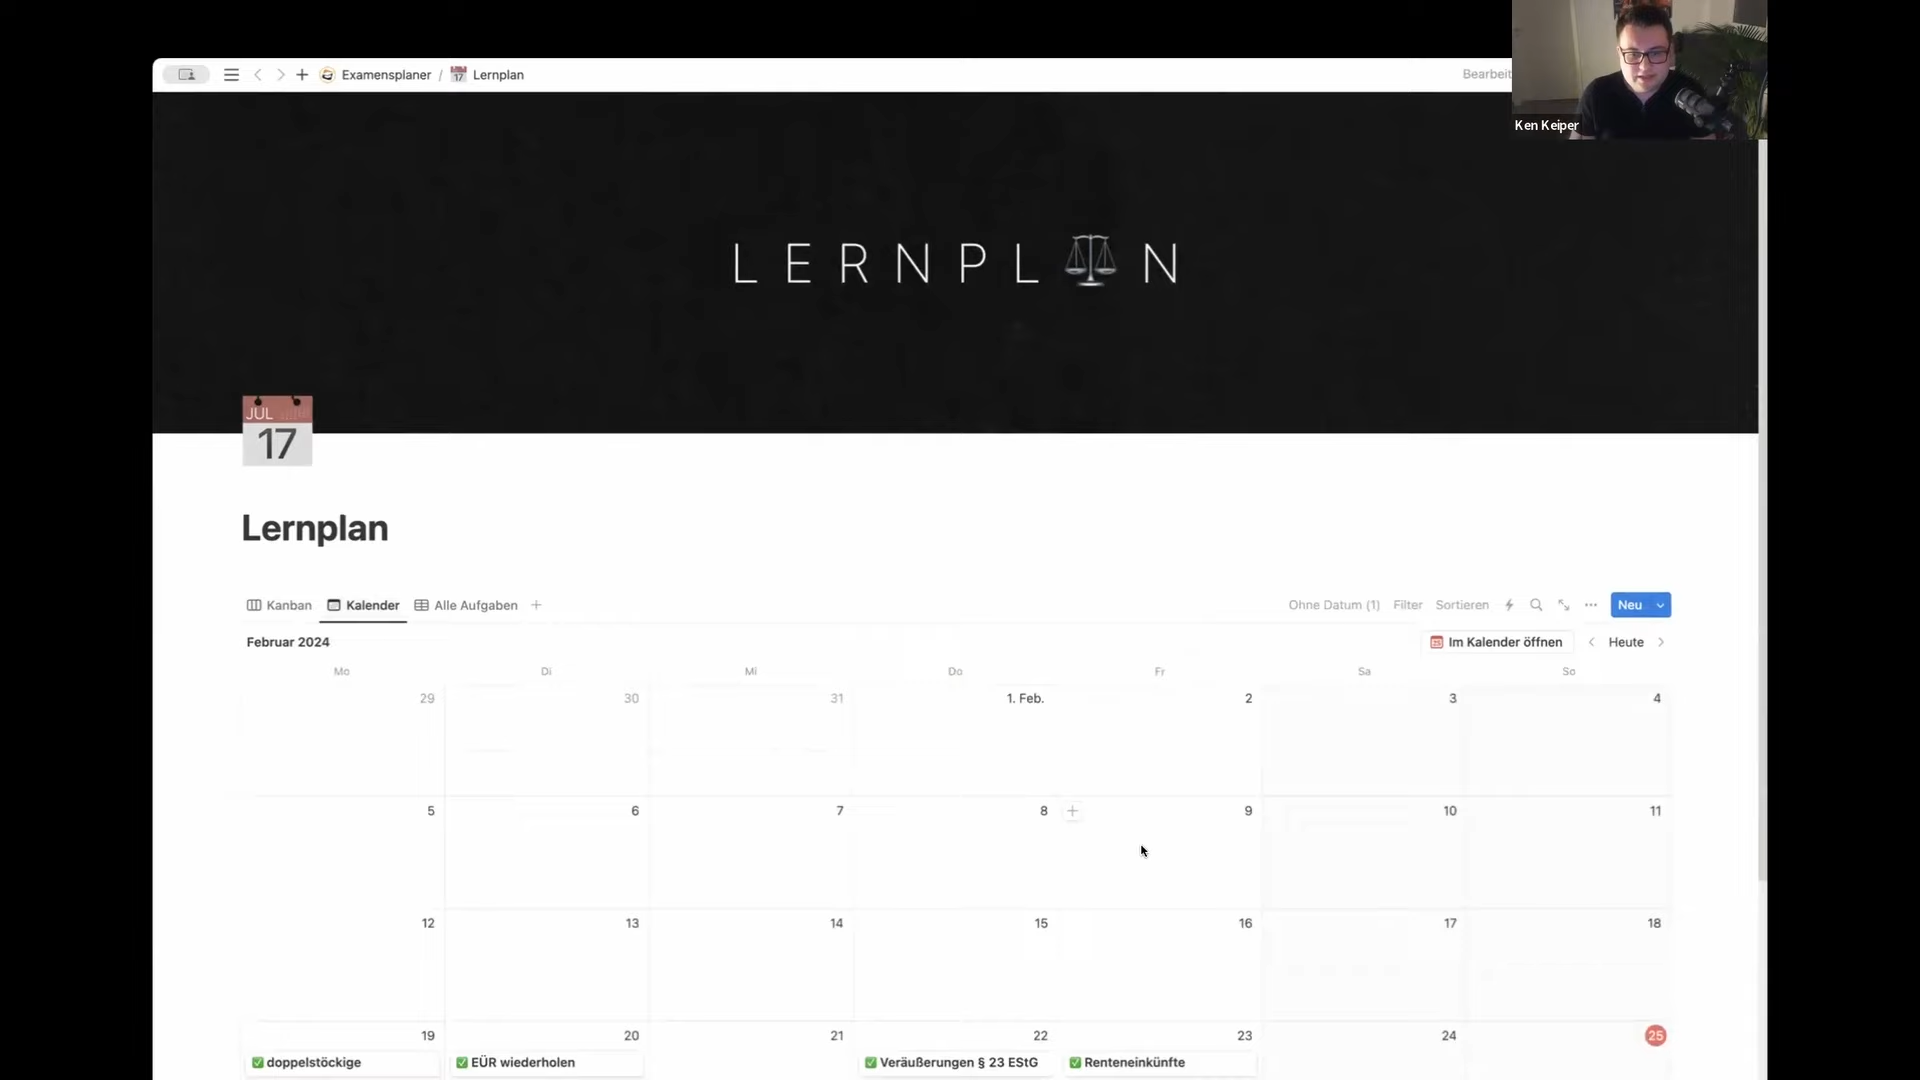 Examensplaner / Lernplan
Bearbeit
Ken Keiper
LERNPL N
JUL
17
Lernplan
Kanban Kalender Alle Aufgaben +
Ohne Datum (1) Filter Sortieren Neu
Februar 2024
Im Kalender öffnen Heute
Mo Di Mi Do Fr Sa So
29 30 31 1. Feb. 2 3 4
5 6 7 8 9 10 11
12 13 14 15 16 17 18
19 20 21 22 23 24 25
doppelstöckige EÜR wiederholen Veräußerungen § 23 EStG Renteneinkünfte